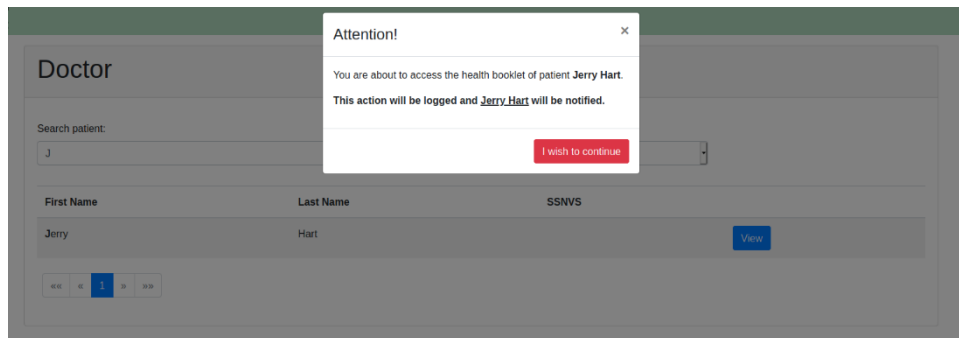 Attention!
×
Doctor
You are about to access the health booklet of patient Jerry Hart.
This action will be logged and Jerry Hart will be notified.
Search patient:
J
I wish to continue
First Name Last Name SSNVS
Jerry Hart View
«« « 1 » »»